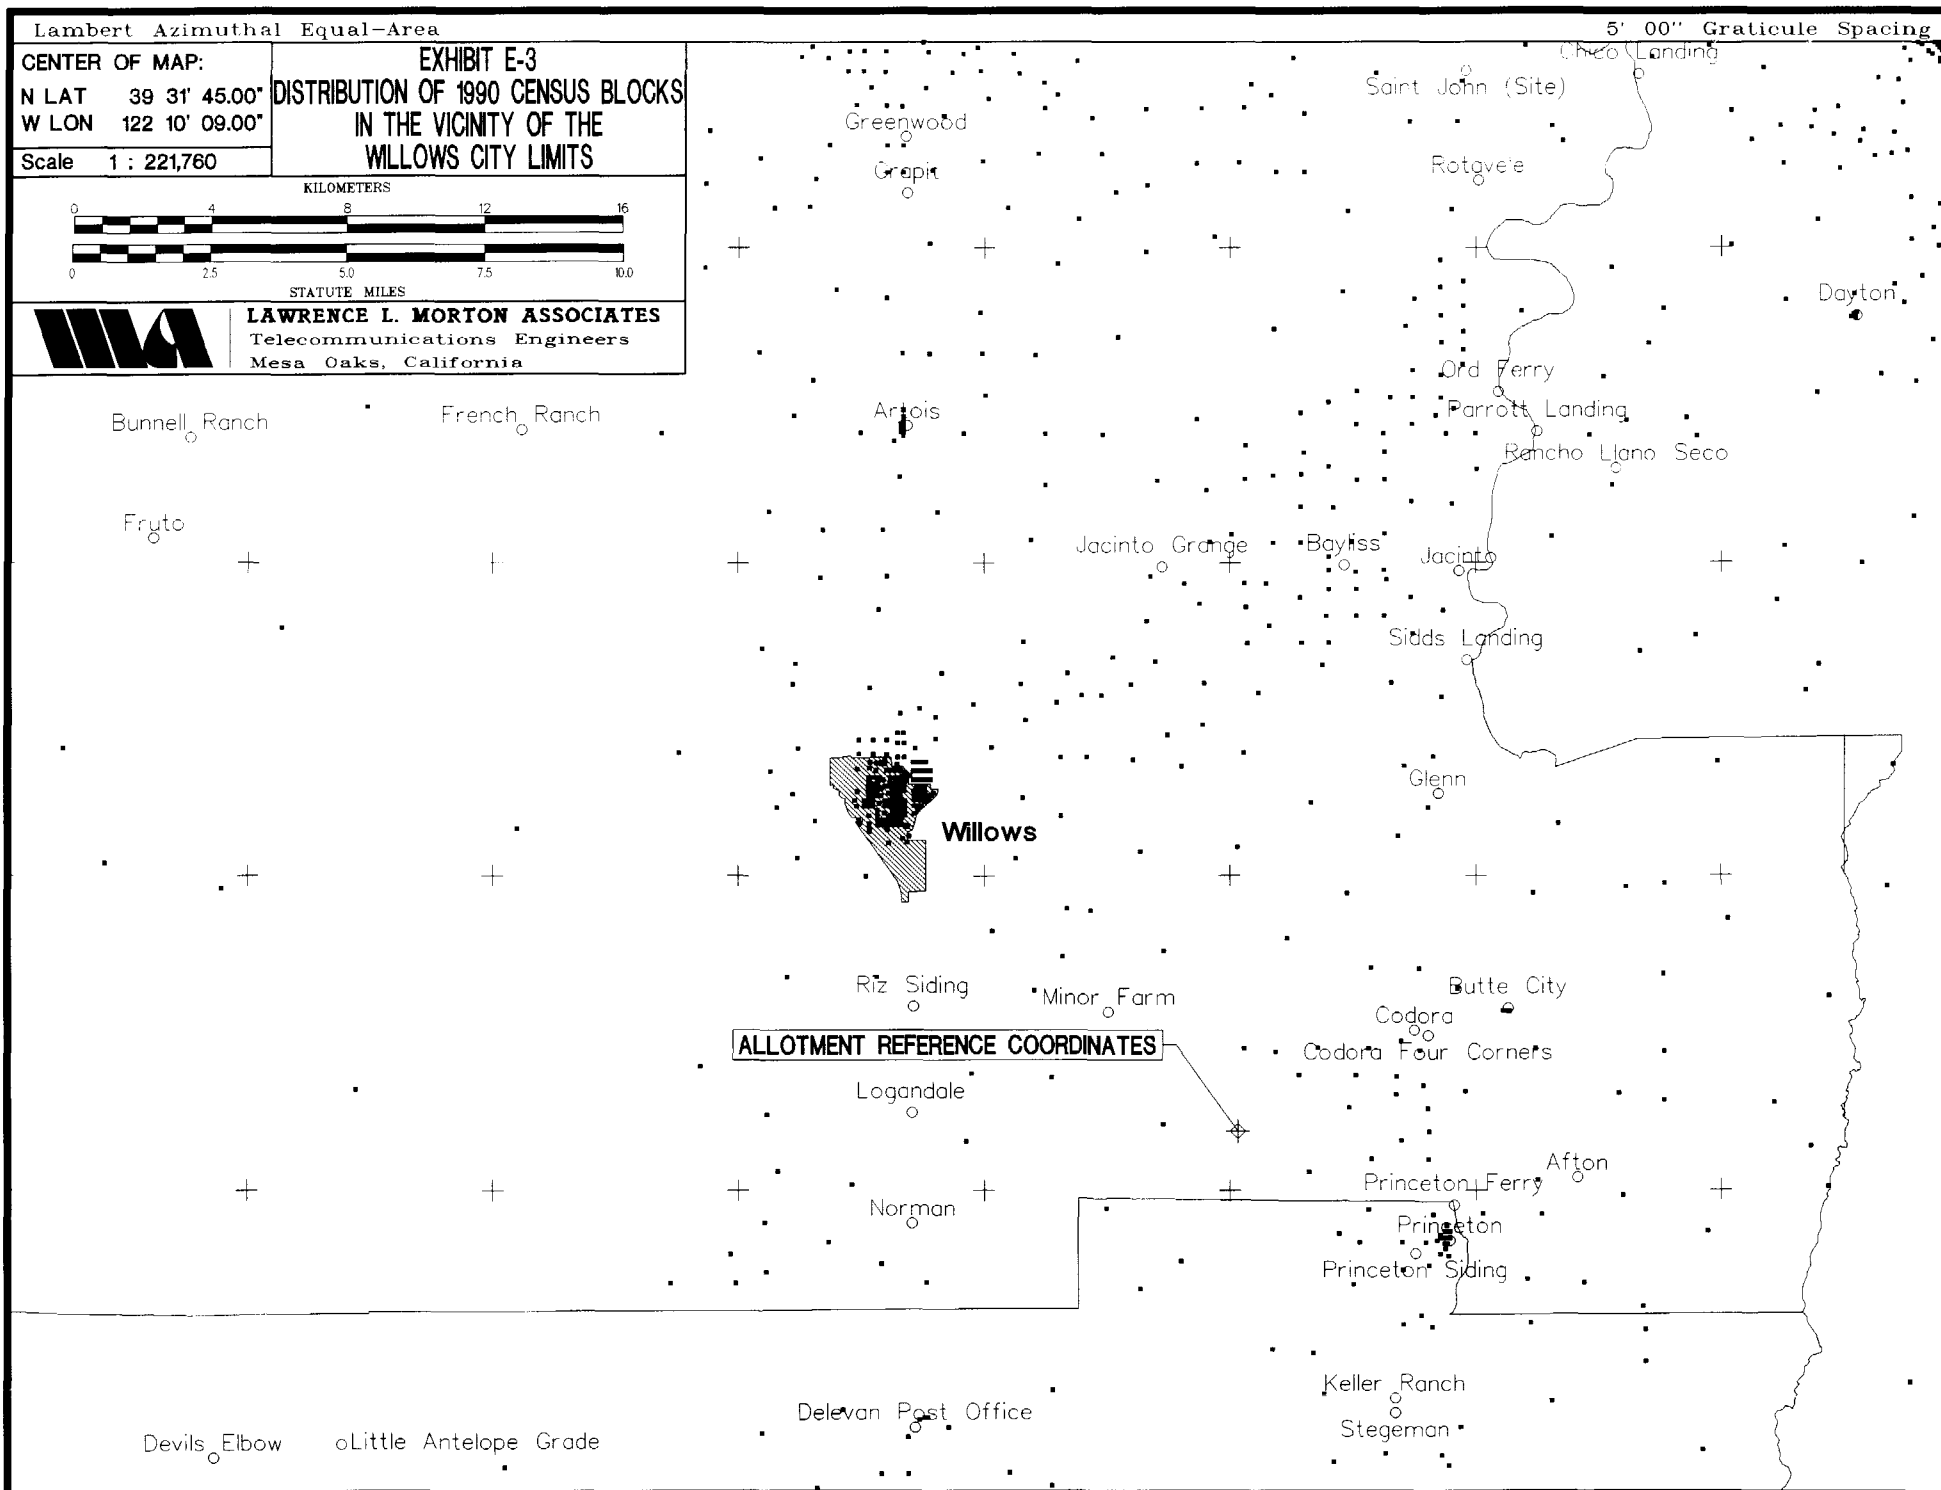 Lambert Azimuthal Equal-Area
5' 00" Graticule Spacing
CENTER OF MAP:
N LAT 39 31' 45.00"
W LON 122 10' 09.00"
Scale 1 : 221,760
EXHIBIT E-3
DISTRIBUTION OF 1990 CENSUS BLOCKS
IN THE VICINITY OF THE
WILLOWS CITY LIMITS
KILOMETERS
0 4 8 12 16
0 2.5 5.0 7.5 10.0
STATUTE MILES
LAWRENCE L. MORTON ASSOCIATES
Telecommunications Engineers
Mesa Oaks, California
Chico Landing
Saint John (Site)
Greenwood
Grapit
Dayton
Ord Ferry
Bunnell Ranch
French Ranch
Artois
Parrott Landing
Rancho Llano Seco
Fruto
Jacinto Grange
Bayliss
Jacinto
Sidds Landing
Glenn
Willows
Riz Siding
Minor Farm
Butte City
Codora
Codora Four Corners
ALLOTMENT REFERENCE COORDINATES
Logandale
Afton
Princeton Ferry
Norman
Princeton
Princeton Siding
Keller Ranch
Delevan Post Office
Stegeman
Devils Elbow
Little Antelope Grade